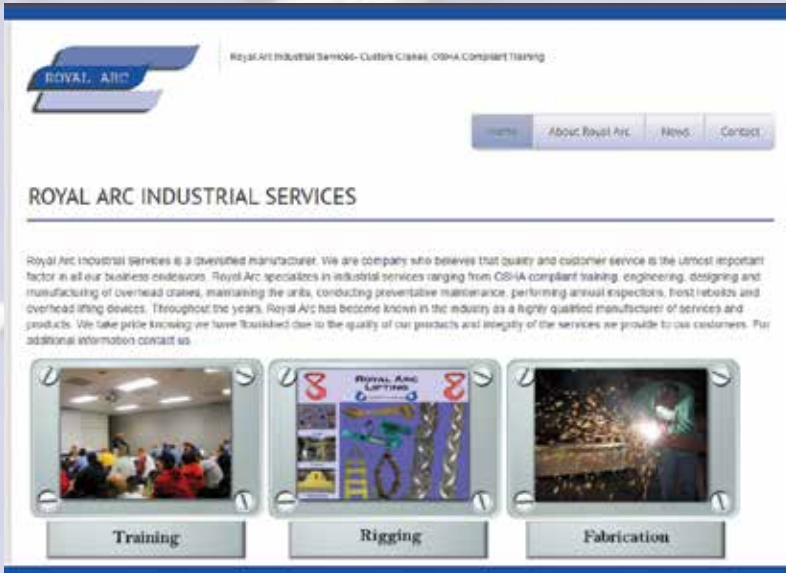 ROYAL ARC
Royal Arc Industrial Services- Custom Cranes, OSHA Compliant Training
Home About Royal Arc News Contact
ROYAL ARC INDUSTRIAL SERVICES
Royal Arc Industrial Services is a diversified manufacturer. We are company who believes that quality and customer service is the utmost important
factor in all our business endeavors. Royal Arc specializes in industrial services ranging from OSHA compliant training, engineering, designing and
manufacturing of overhead cranes, maintaining the units, conducting preventative maintenance, performing annual inspections, hoist rebuilds and
overhead lifting devices. Throughout the years, Royal Arc has become known in the industry as a highly qualified manufacturer of services and
products. We take pride knowing we have flourished due to the quality of our products and integrity of the services we provide to our customers. For
additional information contact us.
ROYAL ARC
LIFTING
Training Rigging Fabrication